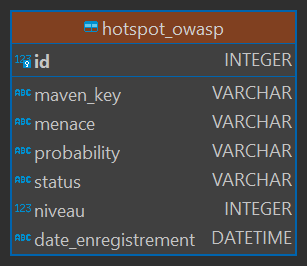 hotspot_owasp
123 id INTEGER
ABC maven_key VARCHAR
ABC menace VARCHAR
ABC probability VARCHAR
ABC status VARCHAR
123 niveau INTEGER
ABC date_enregistrement DATETIME